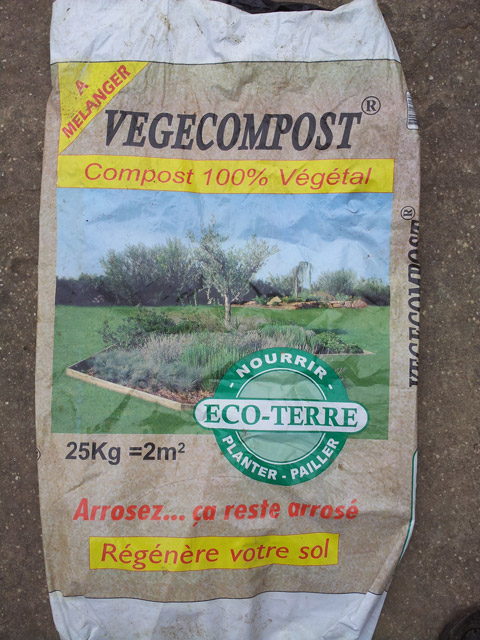 A
MELANGER
VEGECOMPOST®
Compost 100% Végétal
NOURRIR
ECO-TERRE
PLANTER - PAILLER
25Kg =2m²
Arrosez... ça reste arrosé
Régénère votre sol
VEGECOMPOST®